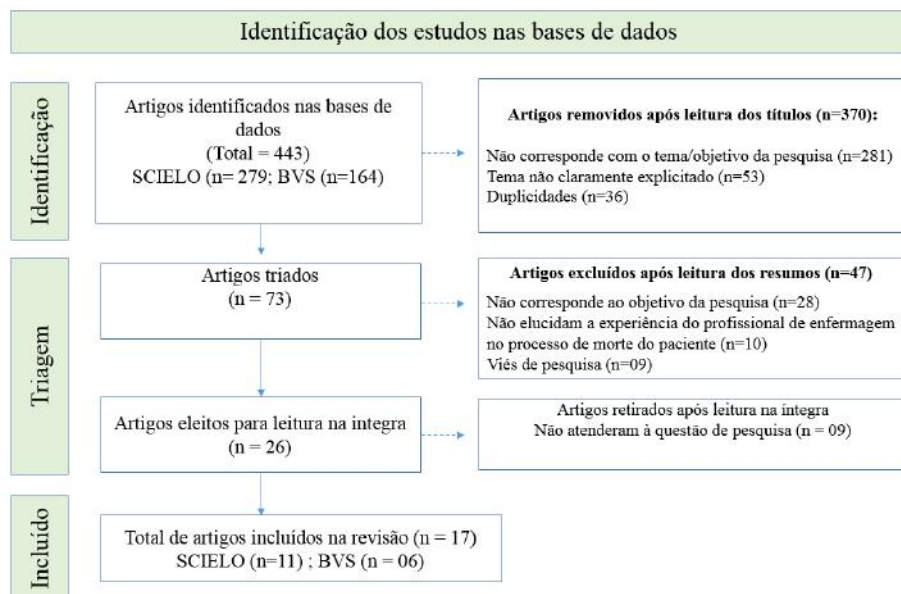 Identificação dos estudos nas bases de dados
Identificação
Artigos identificados nas bases de
dados
(Total = 443)
SCIELO (n= 279; BVS (n=164)
Artigos removidos após leitura dos títulos (n=370):
Não corresponde com o tema/objetivo da pesquisa (n=281)
Tema não claramente explicitado (n=53)
Duplicidades (n=36)
Triagem
Artigos triados
(n = 73)
Artigos excluídos após leitura dos resumos (n=47)
Não corresponde ao objetivo da pesquisa (n=28)
Não elucidam a experiência do profissional de enfermagem
no processo de morte do paciente (n=10)
Viés de pesquisa (n=09)
Artigos eleitos para leitura na íntegra
(n = 26)
Artigos retirados após leitura na íntegra
Não atenderam à questão de pesquisa (n = 09)
Incluído
Total de artigos incluídos na revisão (n = 17)
SCIELO (n=11) ; BVS (n = 06)